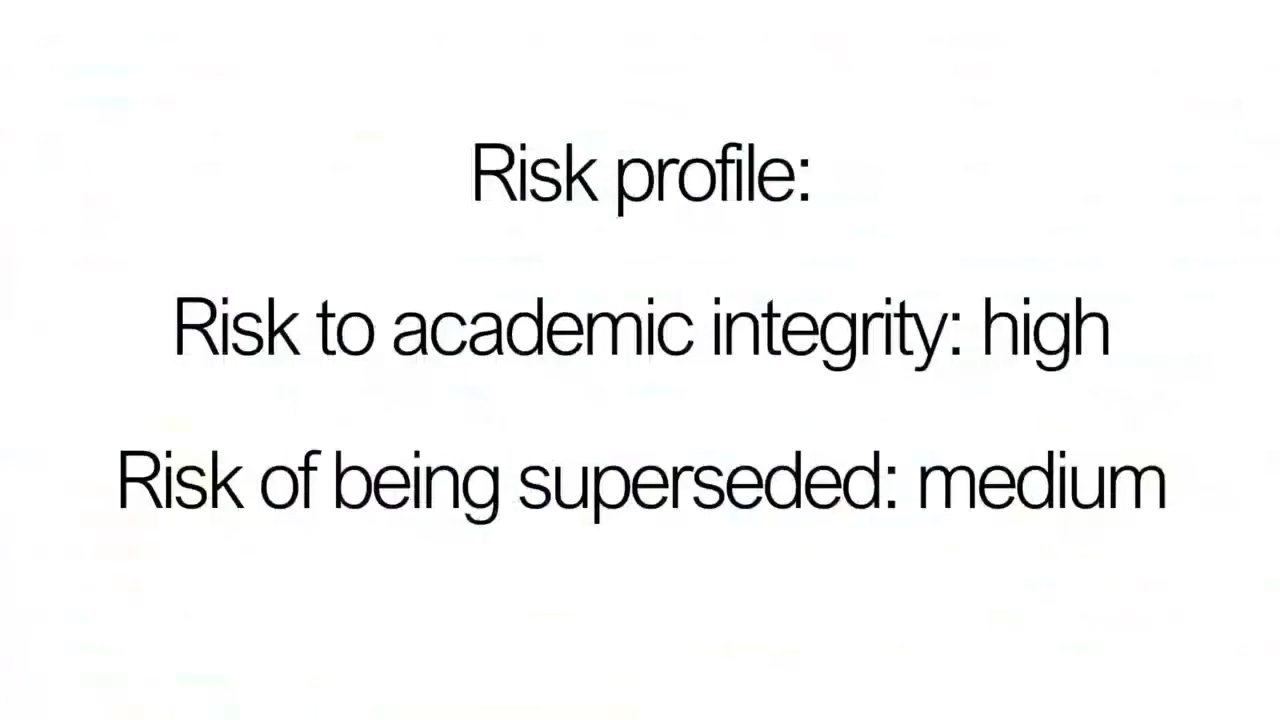 Risk profile:
Risk to academic integrity: high
Risk of being superseded: medium